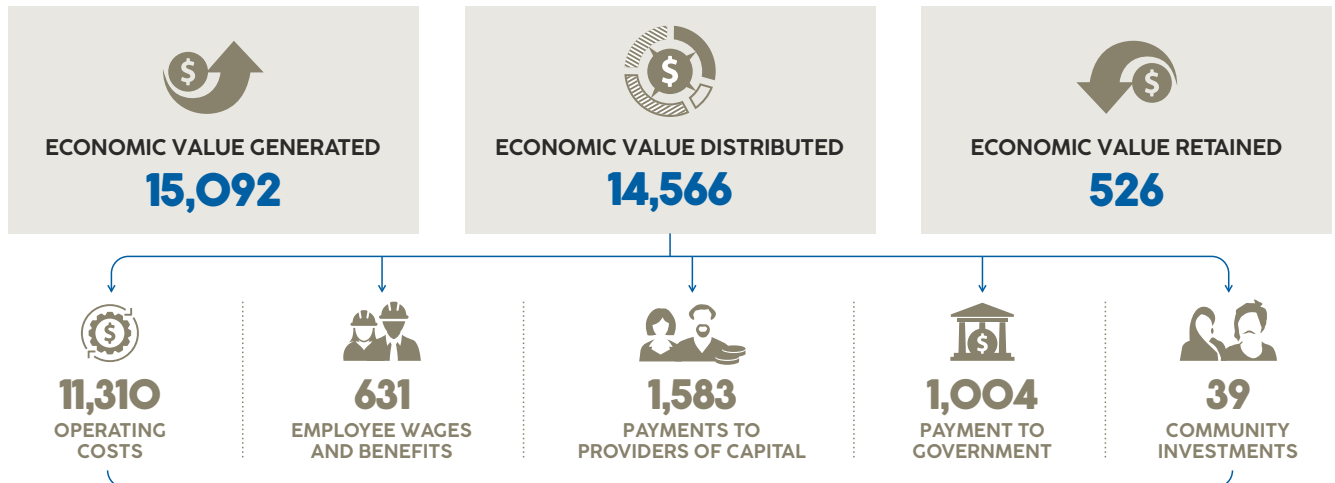 ECONOMIC VALUE GENERATED
15,092
ECONOMIC VALUE DISTRIBUTED
14,566
ECONOMIC VALUE RETAINED
526
11,310
OPERATING
COSTS
631
EMPLOYEE WAGES
AND BENEFITS
1,583
PAYMENTS TO
PROVIDERS OF CAPITAL
1,004
PAYMENT TO
GOVERNMENT
39
COMMUNITY
INVESTMENTS